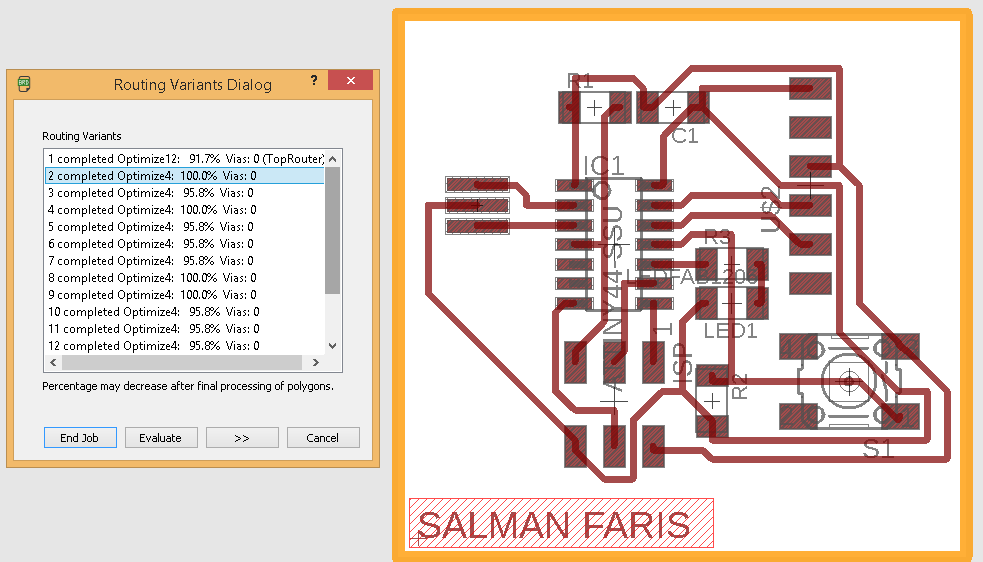 Routing Variants Dialog
?
Routing Variants
1 completed Optimize12: 91.7% Vias: 0 (TopRouter)
2 completed Optimize4: 100.0% Vias: 0
3 completed Optimize4: 95.8% Vias: 0
4 completed Optimize4: 100.0% Vias: 0
5 completed Optimize4: 95.8% Vias: 0
6 completed Optimize4: 95.8% Vias: 0
7 completed Optimize4: 95.8% Vias: 0
8 completed Optimize4: 100.0% Vias: 0
9 completed Optimize4: 100.0% Vias: 0
10 completed Optimize4: 95.8% Vias: 0
11 completed Optimize4: 95.8% Vias: 0
12 completed Optimize4: 95.8% Vias: 0
Percentage may decrease after final processing of polygons.
End Job
Evaluate
>>
Cancel
R1
C1
IC1
U$2
R3
LEDFAB1206
LED1
1
ISP
R2
S1
SALMAN FARIS